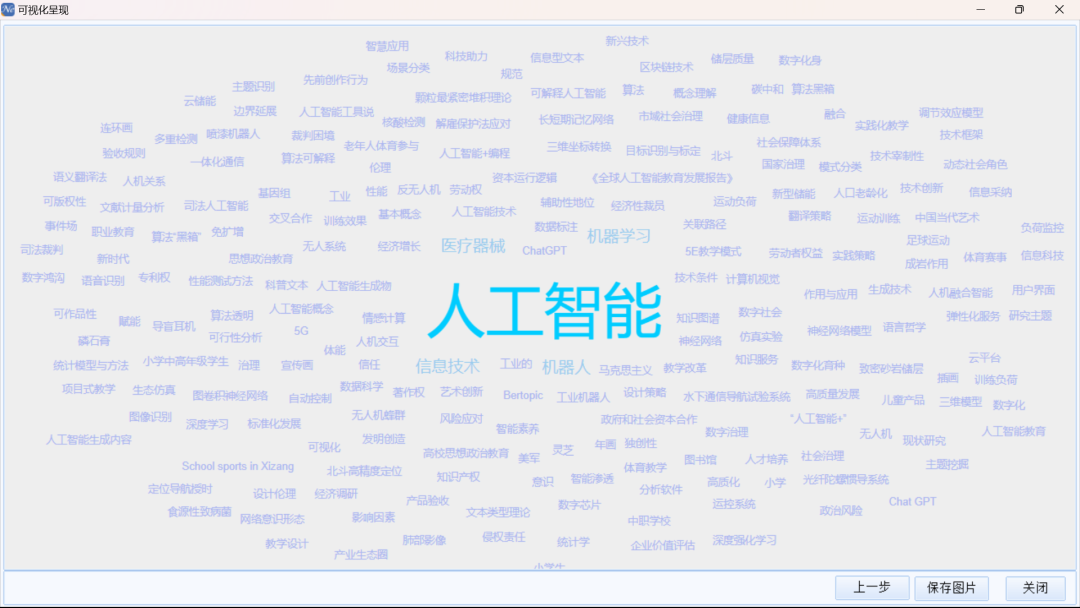 可视化呈现
新兴技术
智慧应用
科技助力 信息型文本 储层质量 数字化身
场景分类 规范 区块链技术
主题识别 先前创作行为 可解释人工智能 算法 概念理解 碳中和 算法黑箱
云储能 边界延展 人工智能工具说 颗粒最紧密堆积理论
核酸检测 解雇保护法应对 长短期记忆网络 市域社会治理 健康信息 融合 实践化教学 调节效应模型
连环画 多重检测 喷漆机器人 裁判困境 老年人体育参与 社会保障体系 技术框架
验收规则 一体化通信 算法可解释 伦理 人工智能+编程 三维坐标转换 目标识别与标定 北斗 国家治理 模式分类 技术宰制性 动态社会角色
语义翻译法 人机关系 基因组 工业 性能 反无人机 劳动权 资本运行逻辑 《全球人工智能教育发展报告》 新型储能 人口老龄化 技术创新 信息采纳
可版权性 文献计量分析 司法人工智能 交叉合作 训练效果 基本概念 人工智能技术 辅助性地位 经济性裁员 运动负荷 翻译策略 运动训练 中国当代艺术
事件场 职业教育 算法“黑箱” 免扩增 数据标注 机器学习 关联路径 足球运动 负荷监控
司法裁判 新时代 思想政治教育 无人系统 经济增长 医疗器械 ChatGPT 5E教学模式 劳动者权益 实践策略 成岩作用 体育赛事 信息科技
数字鸿沟 语音识别 专利权 性能测试方法 科普文本 人工智能生成物 技术条件 计算机视觉 作用与应用 生成技术 人机融合智能 用户界面
可作品性 赋能 导盲耳机 算法透明 人工智能概念 情感计算 人工智能 知识图谱 数字社会 弹性化服务 研究主题
磷石膏 可行性分析 5G 人机交互 神经网络 仿真实验 神经网络模型 语言哲学
统计模型与方法 小学中高年级学生 治理 宣传画 体能 信任 信息技术 工业的 机器人 马克思主义 教学改革 知识服务 数字化育种 致密砂岩储层 云平台
项目式教学 生态仿真 图卷积神经网络 自动控制 数据科学 著作权 艺术创新 Bertopic 工业机器人 设计策略 水下通信导航试验系统 高质量发展 儿童产品 插画 三维模型 训练负荷 数字化
图像识别 深度学习 标准化发展 无人机蜂群 风险应对 智能素养 政府和社会资本合作 数字治理 “人工智能+” 无人机 现状研究 人工智能教育
人工智能生成内容 可视化 发明创造 高校思想政治教育 美军 灵芝 年画 独创性 图书馆 人才培养 社会治理 主题挖掘
School sports in Xizang 北斗高精度定位 知识产权 意识 智能渗透 体育教学 分析软件 高质化 小学 光纤陀螺惯导系统
定位导航授时 设计伦理 经济调研 产品验收 文本类型理论 数字芯片 运控系统 政治风险 Chat GPT
食源性致病菌 网络意识形态 影响因素 中职学校
教学设计 产业生态圈 肺部影像 侵权责任 统计学 企业价值评估 深度强化学习
小学生
上一步 保存图片 关闭